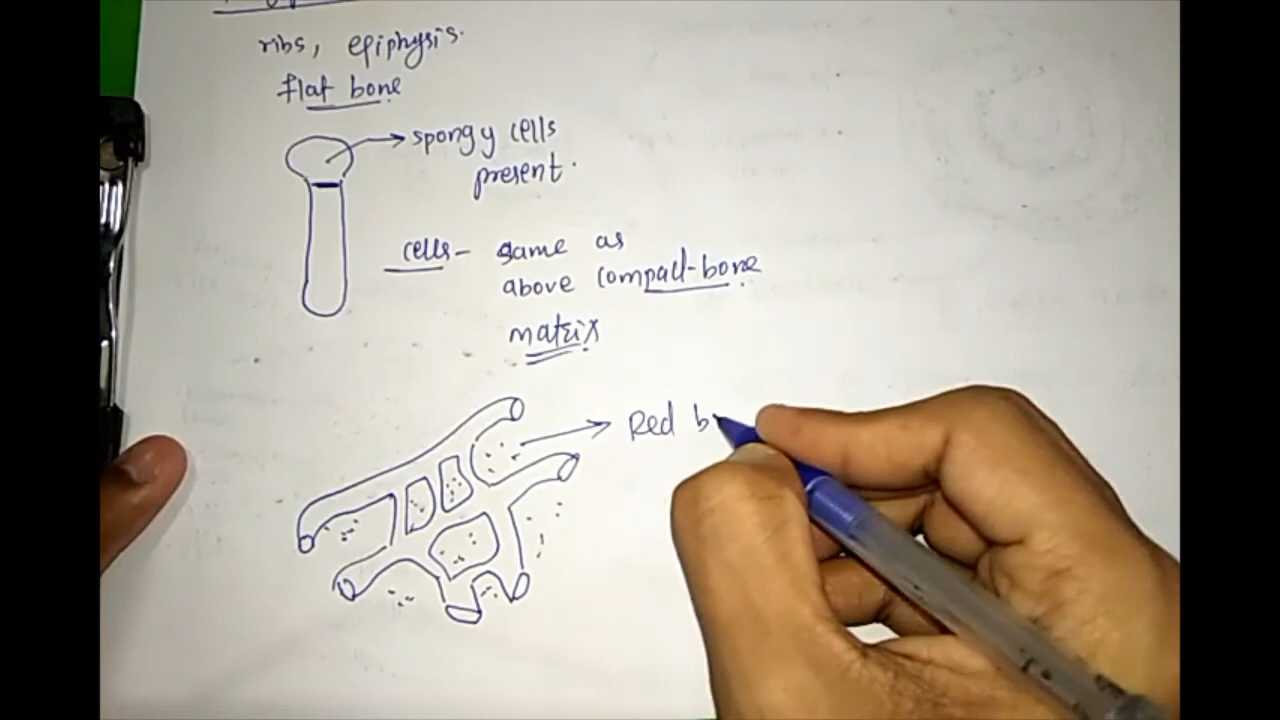 ribs, epiphysis.
flat bone
spongy cells
present.
cells- same as
above compact-bone
matrix
Red b